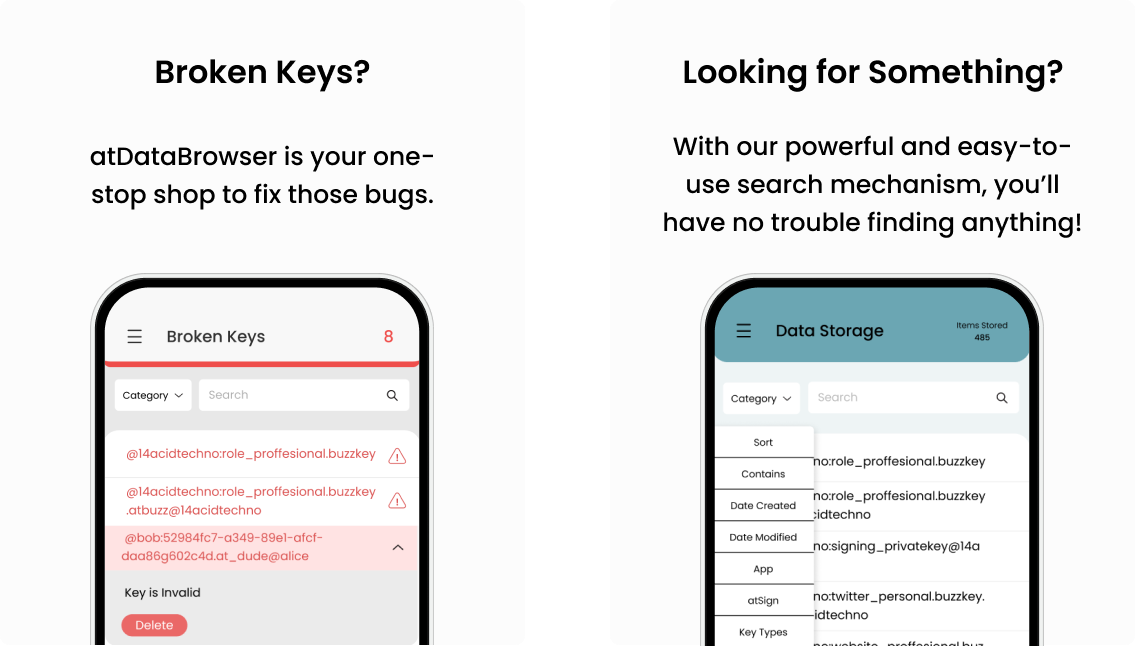 Broken Keys?
atDataBrowser is your one-
stop shop to fix those bugs.
Broken Keys
8
Category
Search
@14acidtechno:role_proffesional.buzzkey
@14acidtechno:role_proffesional.buzzkey
.atbuzz@14acidtechno
@bob:52984fc7-a349-89e1-afcf-
daa86g602c4d.at_dude@alice
Key is Invalid
Delete
Looking for Something?
With our powerful and easy-to-
use search mechanism, you’ll
have no trouble finding anything!
Data Storage
Items Stored
485
Category
Search
Sort
Contains
Date Created
Date Modified
App
atSign
Key Types
no:role_proffesional.buzzkey
no:role_proffesional.buzzkey
cidtechno
no:signing_privatekey@14a
no:twitter_personal.buzzkey.
idtechno